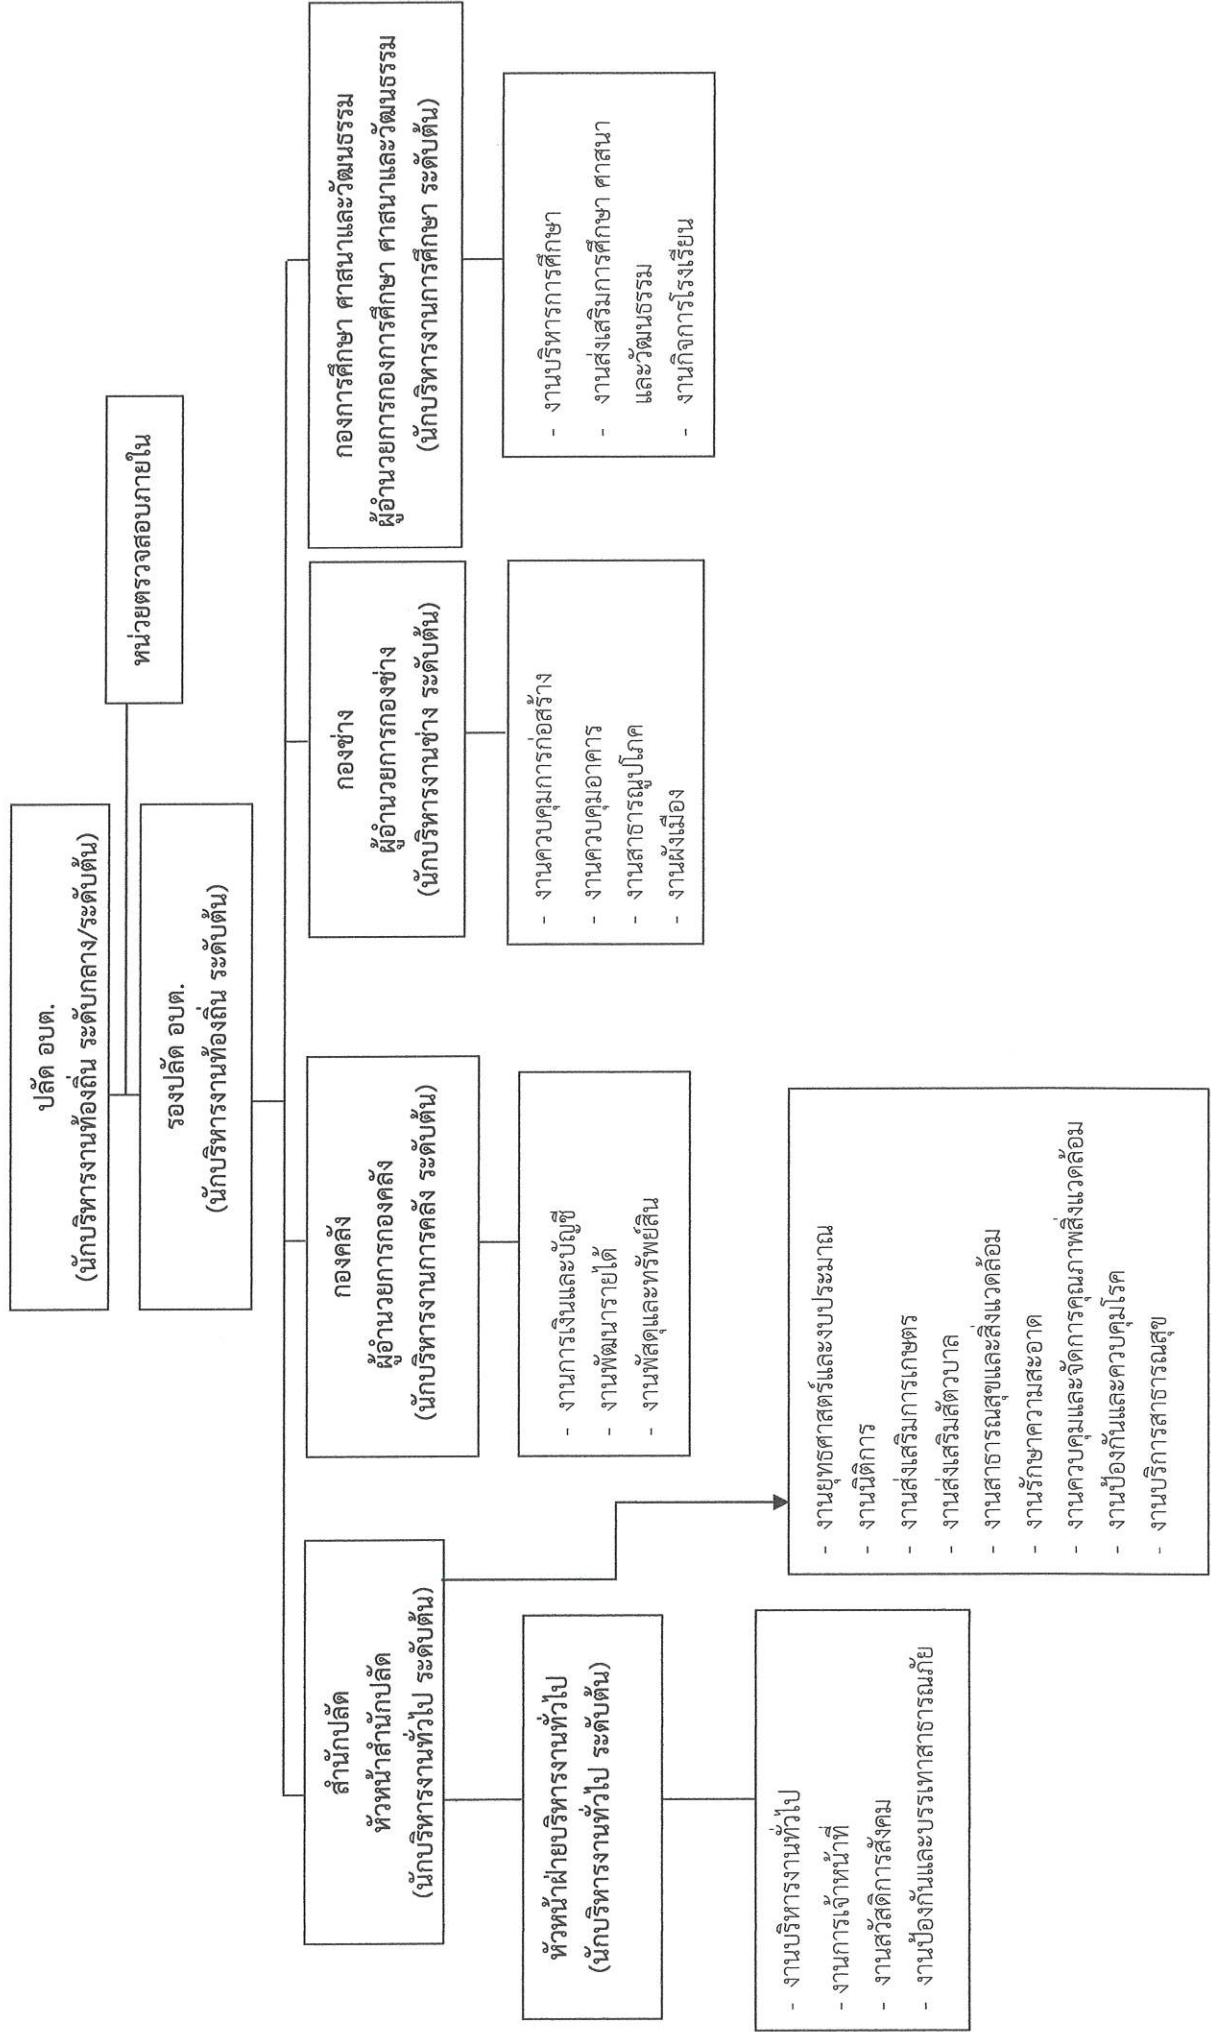 ปลัด อบต.
(นักบริหารงานท้องถิ่น ระดับกลาง/ระดับต้น)
หน่วยตรวจสอบภายใน
รองปลัด อบต.
(นักบริหารงานท้องถิ่น ระดับต้น)
สำนักปลัด
หัวหน้าสำนักปลัด
(นักบริหารงานทั่วไป ระดับต้น)
กองคลัง
ผู้อำนวยการกองคลัง
(นักบริหารงานการคลัง ระดับต้น)
กองช่าง
ผู้อำนวยการกองช่าง
(นักบริหารงานช่าง ระดับต้น)
กองการศึกษา ศาสนาและวัฒนธรรม
ผู้อำนวยการกองการศึกษา ศาสนาและวัฒนธรรม
(นักบริหารงานการศึกษา ระดับต้น)
หัวหน้าฝ่ายบริหารงานทั่วไป
(นักบริหารงานทั่วไป ระดับต้น)
- งานการเงินและบัญชี
- งานพัฒนารายได้
- งานพัสดุและทรัพย์สิน
- งานควบคุมการก่อสร้าง
- งานควบคุมอาคาร
- งานสาธารณูปโภค
- งานผังเมือง
- งานบริหารการศึกษา
- งานส่งเสริมการศึกษา ศาสนา
และวัฒนธรรม
- งานกิจการโรงเรียน
- งานบริหารงานทั่วไป
- งานการเจ้าหน้าที่
- งานสวัสดิการสังคม
- งานป้องกันและบรรเทาสาธารณภัย
- งานยุทธศาสตร์และงบประมาณ
- งานนิติการ
- งานส่งเสริมการเกษตร
- งานส่งเสริมสัตวบาล
- งานสาธารณสุขและสิ่งแวดล้อม
- งานรักษาความสะอาด
- งานควบคุมและจัดการคุณภาพสิ่งแวดล้อม
- งานป้องกันและควบคุมโรค
- งานบริการสาธารณสุข